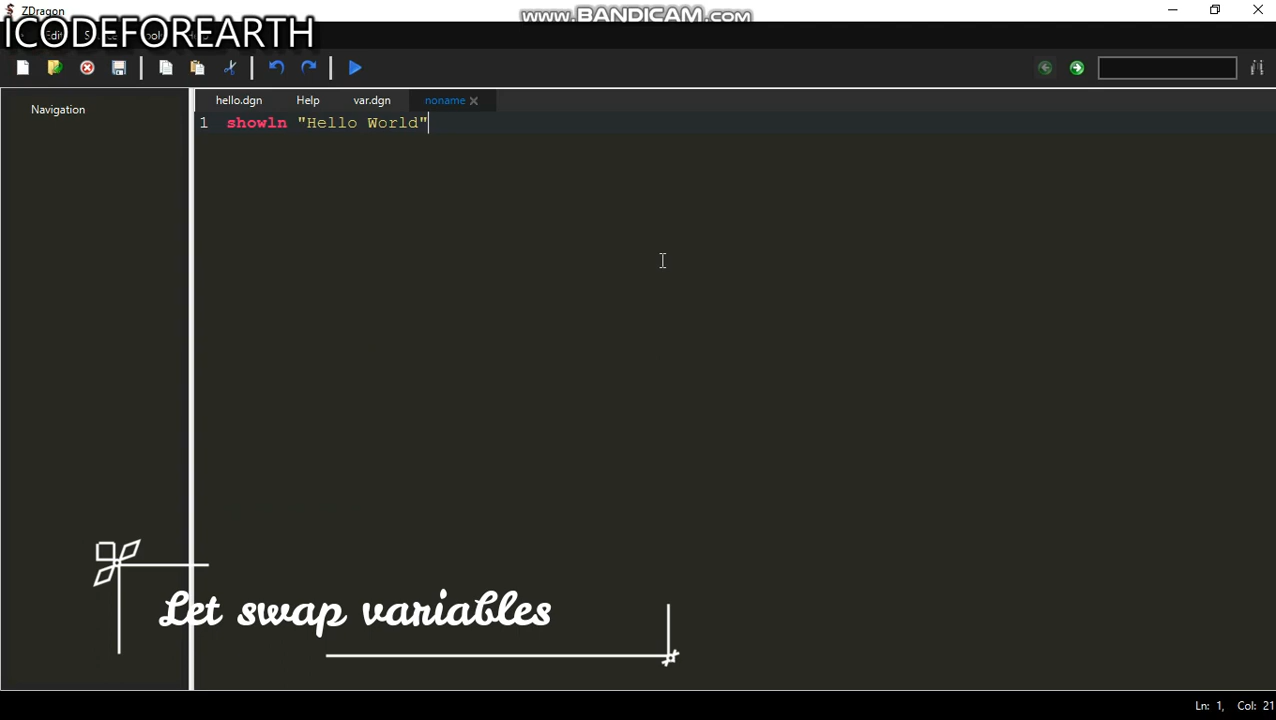 ZDragon
www.BANDICAM.com
ICODEFOREARTH
Navigation
hello.dgn Help var.dgn noname
1 showln "Hello World"
Let swap variables
Ln: 1, Col: 21